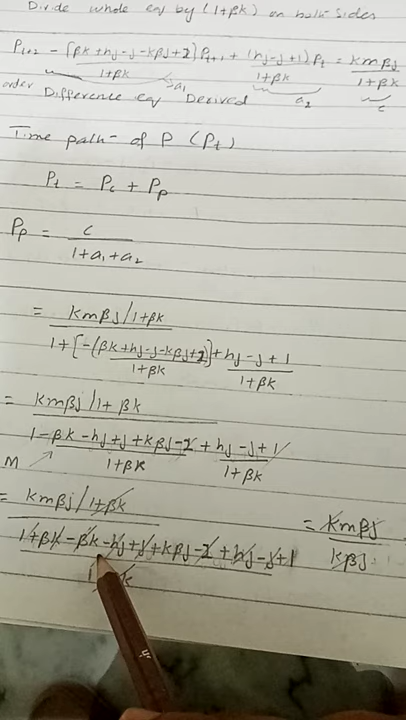 Divide whole eq by (1+βk) on both sides
P_{t+2} - (βk + hj - j - kβj + 2) P_{t+1} + (hj - j + 1) P_t = kmβj
1+βk → a₁ 1+βk a₂ 1+βk c
order Difference eq Derived
Time path of P (P_t)
P_t = P_c + P_p
P_p = c
1 + a₁ + a₂
= kmβj / 1+βk
1 + [-(βk + hj - j - kβj + 2)] + hj - j + 1
1+βk 1+βk
= kmβj / 1 + βk
1 - βk - hj + j + kβj - 2 + hj - j + 1
M 1+βk 1+βk
= kmβj / 1+βk = kmβj
1+βk - βk - hj + j + kβj - 2 + hj - j + 1 kβj